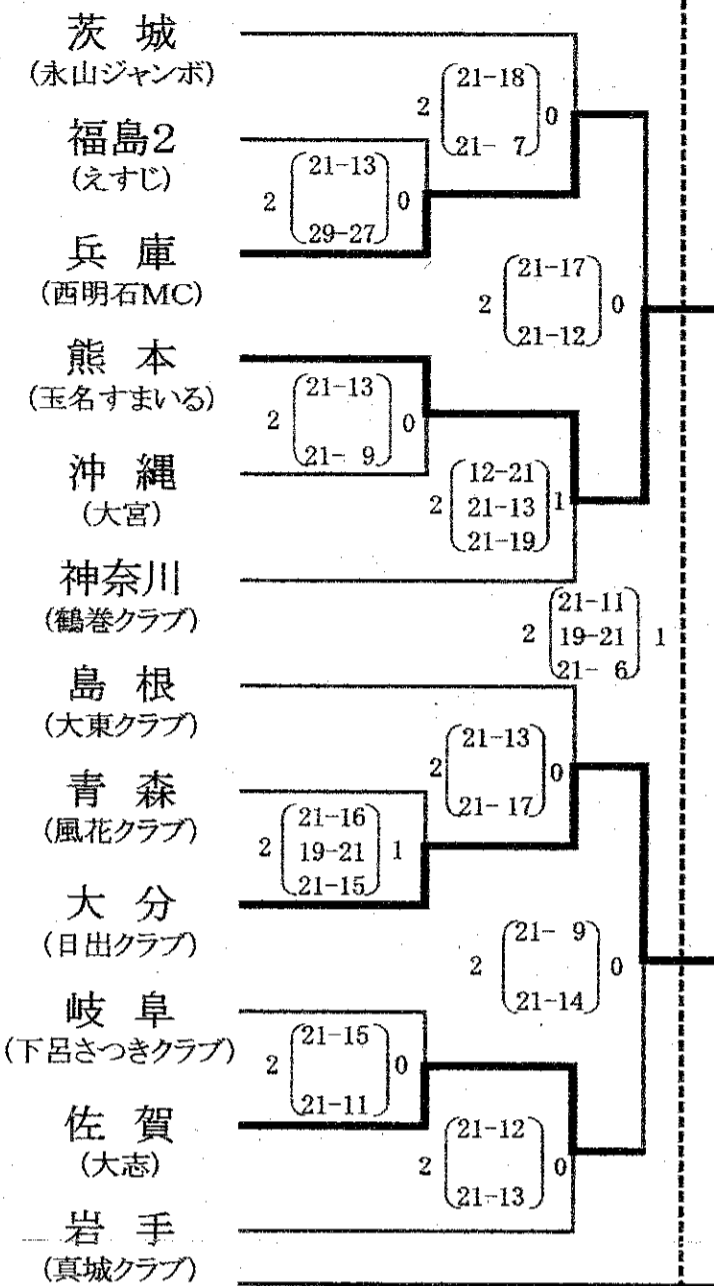 茨城
(永山ジャンボ)
2 21-18 0
21- 7
福島2
(えすじ)
2 21-13 0
29-27
兵庫
(西明石MC)
2 21-17 0
21-12
熊本
(玉名すまいる)
2 21-13 0
21- 9
沖縄
(大宮)
2 12-21 1
21-13
21-19
神奈川
(鶴巻クラブ)
2 21-11 1
19-21
21- 6
島根
(大東クラブ)
2 21-13 0
21-17
青森
(風花クラブ)
2 21-16 1
19-21
21-15
大分
(日出クラブ)
2 21- 9 0
21-14
岐阜
(下呂さつきクラブ)
2 21-15 0
21-11
佐賀
(大志)
2 21-12 0
21-13
岩手
(真城クラブ)